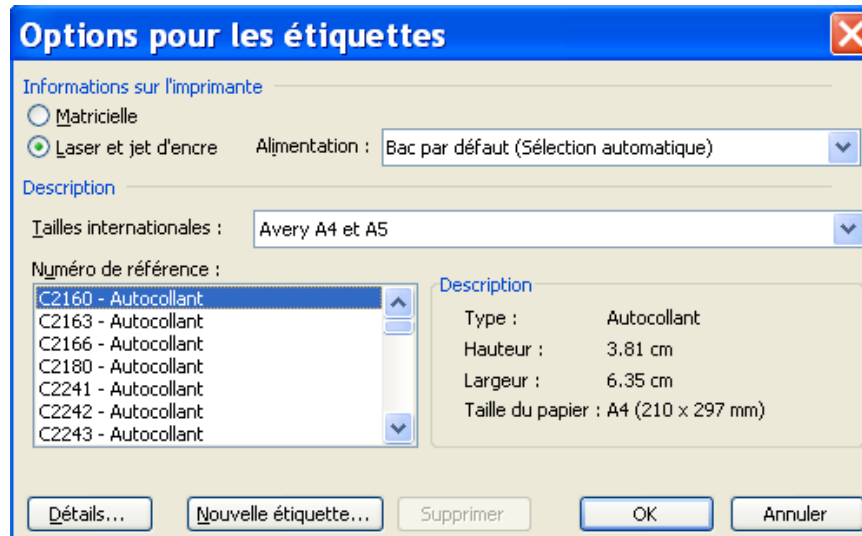 Options pour les étiquettes
Informations sur l'imprimante
Matricielle
Laser et jet d'encre Alimentation : Bac par défaut (Sélection automatique)
Description
Tailles internationales : Avery A4 et A5
Numéro de référence :
C2160 - Autocollant
C2163 - Autocollant
C2166 - Autocollant
C2180 - Autocollant
C2241 - Autocollant
C2242 - Autocollant
C2243 - Autocollant
Description
Type : Autocollant
Hauteur : 3.81 cm
Largeur : 6.35 cm
Taille du papier : A4 (210 x 297 mm)
Détails... Nouvelle étiquette... Supprimer OK Annuler